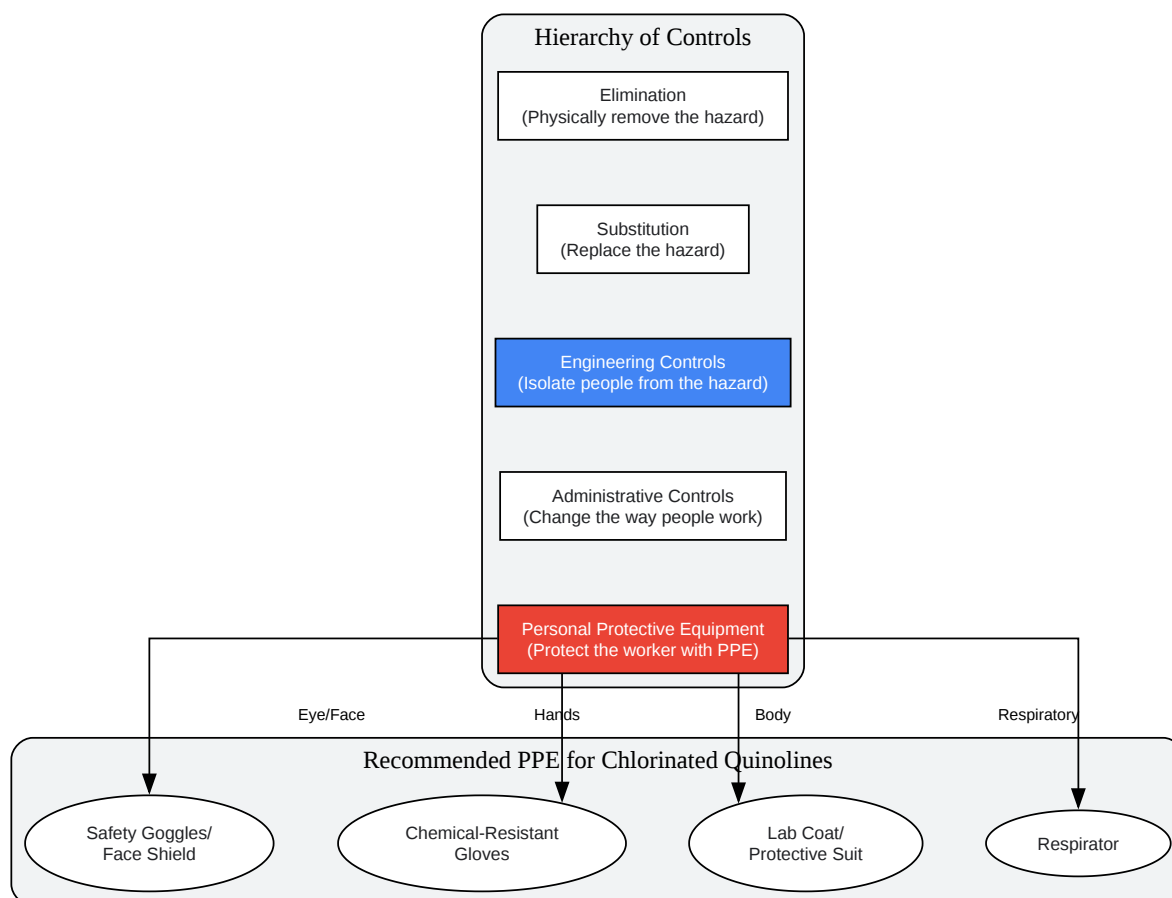 Hierarchy of Controls
Elimination
(Physically remove the hazard)
Substitution
(Replace the hazard)
Engineering Controls
(Isolate people from the hazard)
Administrative Controls
(Change the way people work)
Personal Protective Equipment
(Protect the worker with PPE)
Eye/Face
Hands
Body
Respiratory
Recommended PPE for Chlorinated Quinolines
Safety Goggles/
Face Shield
Chemical-Resistant
Gloves
Lab Coat/
Protective Suit
Respirator